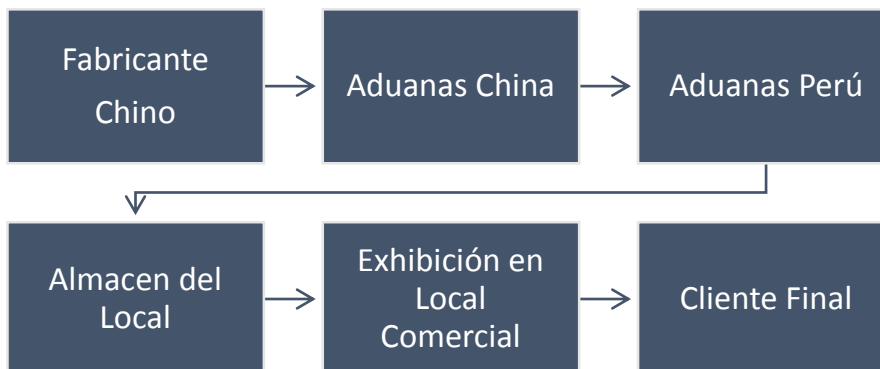 Fabricante
Chino
Aduanas China
Aduanas Perú
Almacen del
Local
Exhibición en
Local
Comercial
Cliente Final